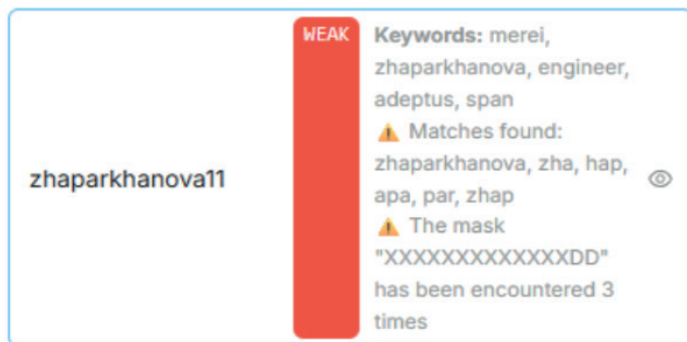 zhaparkhanova11
WEAK
Keywords: merei,
zhaparkhanova, engineer,
adeptus, span
⚠ Matches found:
zhaparkhanova, zha, hap,
apa, par, zhap
⚠ The mask
"XXXXXXXXXXXXXDD"
has been encountered 3
times